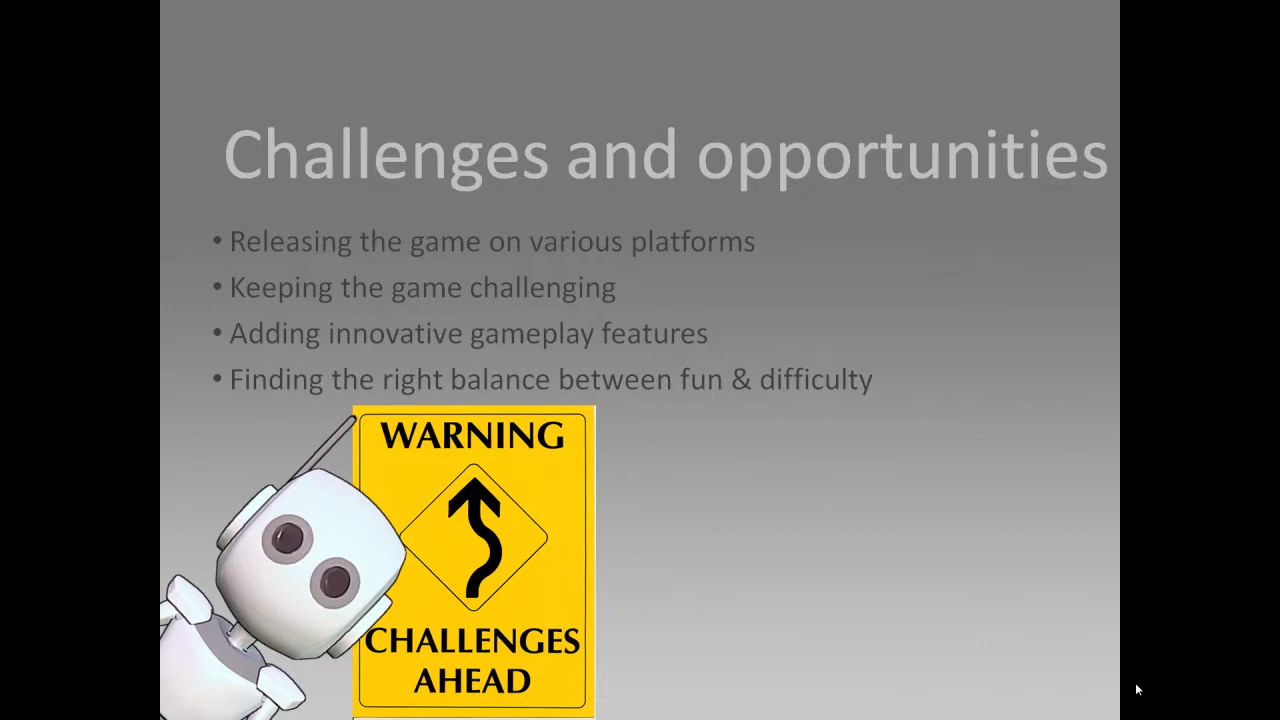 Challenges and opportunities
• Releasing the game on various platforms
• Keeping the game challenging
• Adding innovative gameplay features
• Finding the right balance between fun & difficulty
WARNING
CHALLENGES
AHEAD